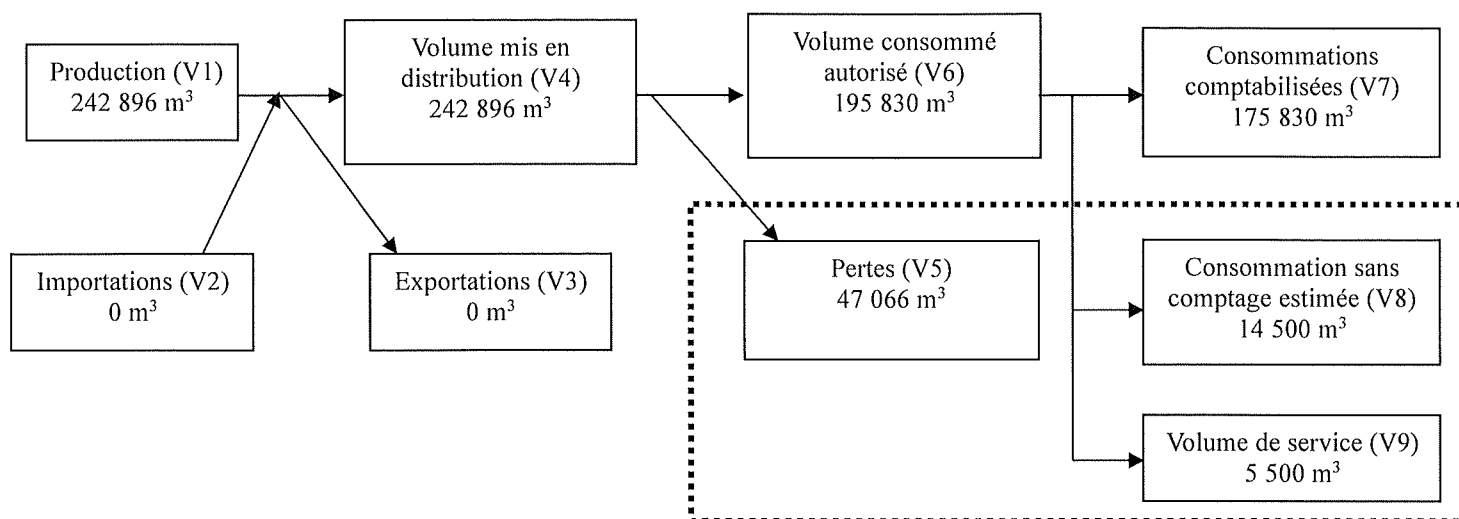 Production (V1)
242 896 m³
Volume mis en
distribution (V4)
242 896 m³
Volume consommé
autorisé (V6)
195 830 m³
Consommations
comptabilisées (V7)
175 830 m³
Importations (V2)
0 m³
Exportations (V3)
0 m³
Pertes (V5)
47 066 m³
Consommation sans
comptage estimée (V8)
14 500 m³
Volume de service (V9)
5 500 m³